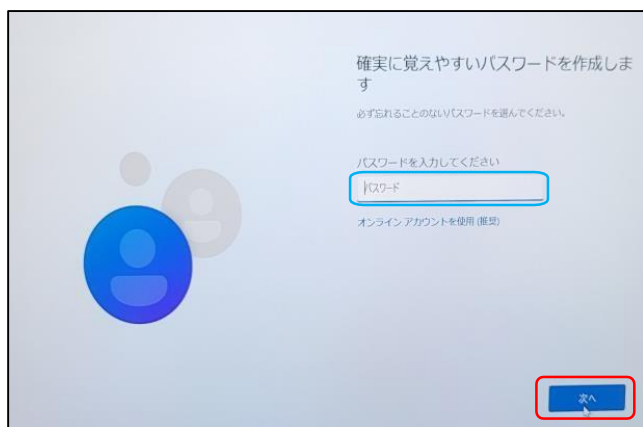 確実に覚えやすいパスワードを作成しま
す
必ず忘れることのないパスワードを選んでください。
パスワードを入力してください
パスワード
オンライン アカウントを使用 (推奨)
次へ